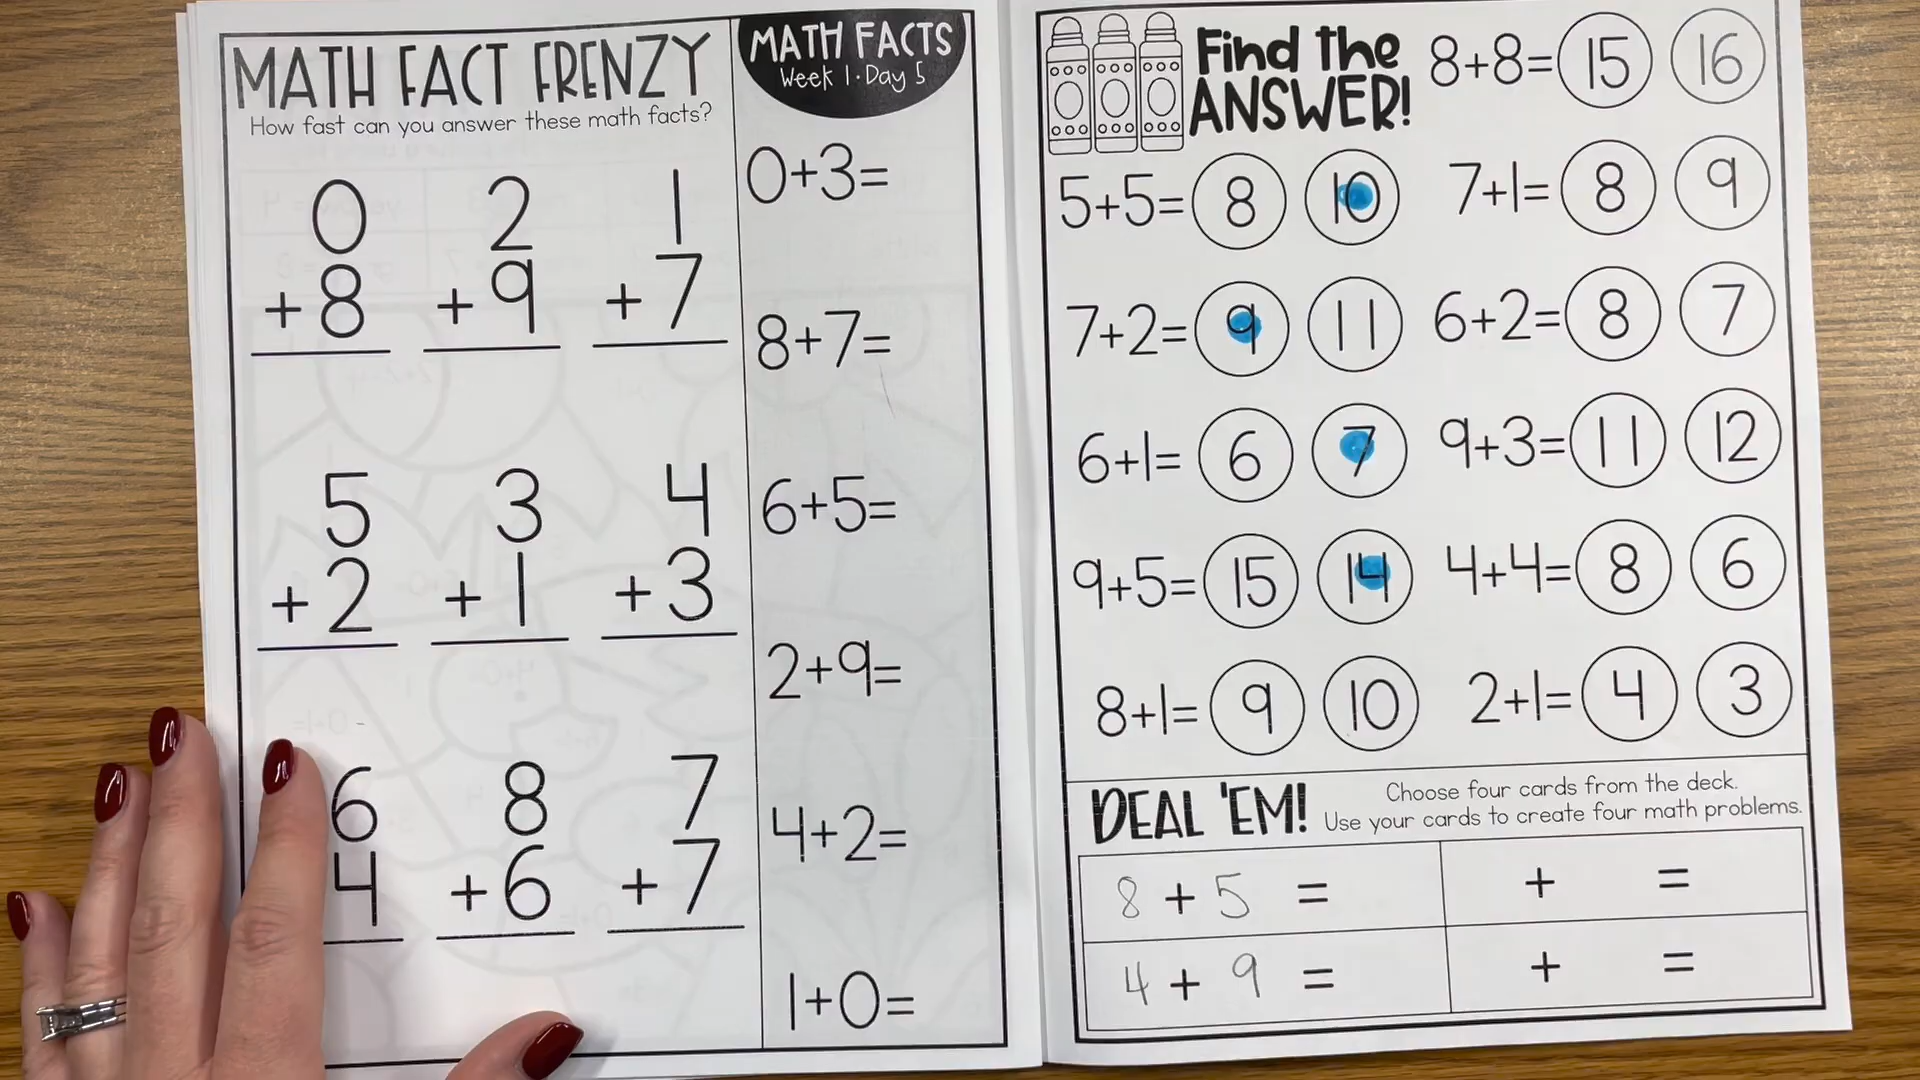 MATH FACT FRENZY
How fast can you answer these math facts?
0 2 1
+8 +9 +7
5 3 4
+2 +1 +3
6 8 7
4 +6 +7
MATH FACTS
Week 1 · Day 5
0+3=
8+7=
6+5=
2+9=
4+2=
1+0=
Find the
ANSWER!
5+5= 8 10
7+2= 9 11
6+1= 6 7
9+5= 15 14
8+1= 9 10
8+8= 15 16
7+1= 8 9
6+2= 8 7
9+3= 11 12
4+4= 8 6
2+1= 4 3
DEAL 'EM!
Choose four cards from the deck.
Use your cards to create four math problems.
8 + 5 = + =
4 + 9 = + =